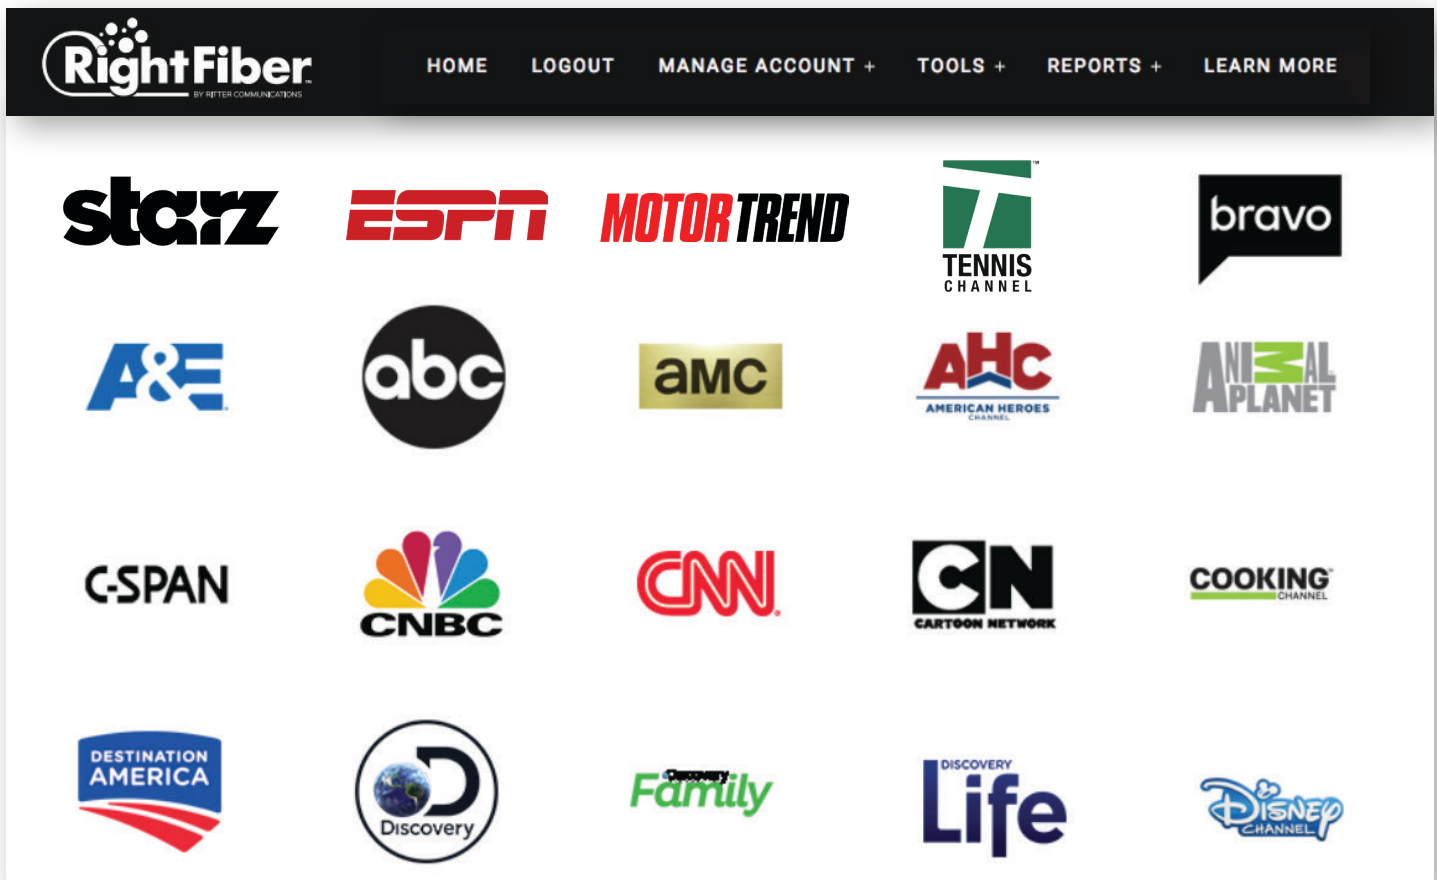 RightFiber™
BY RITTER COMMUNICATIONS
HOME LOGOUT MANAGE ACCOUNT + TOOLS + REPORTS + LEARN MORE
starz
ESPN
MOTORTREND
T™
TENNIS
CHANNEL
bravo
A&E
abc
aMC
AHC
AMERICAN HEROES
CHANNEL
ANIMAL
PLANET
C-SPAN
CNBC
CNN
CN
CARTOON NETWORK
COOKING
CHANNEL
DESTINATION
AMERICA
D
DISCOVERY
Discovery
Family
DISCOVERY
Life
DISNEY
CHANNEL